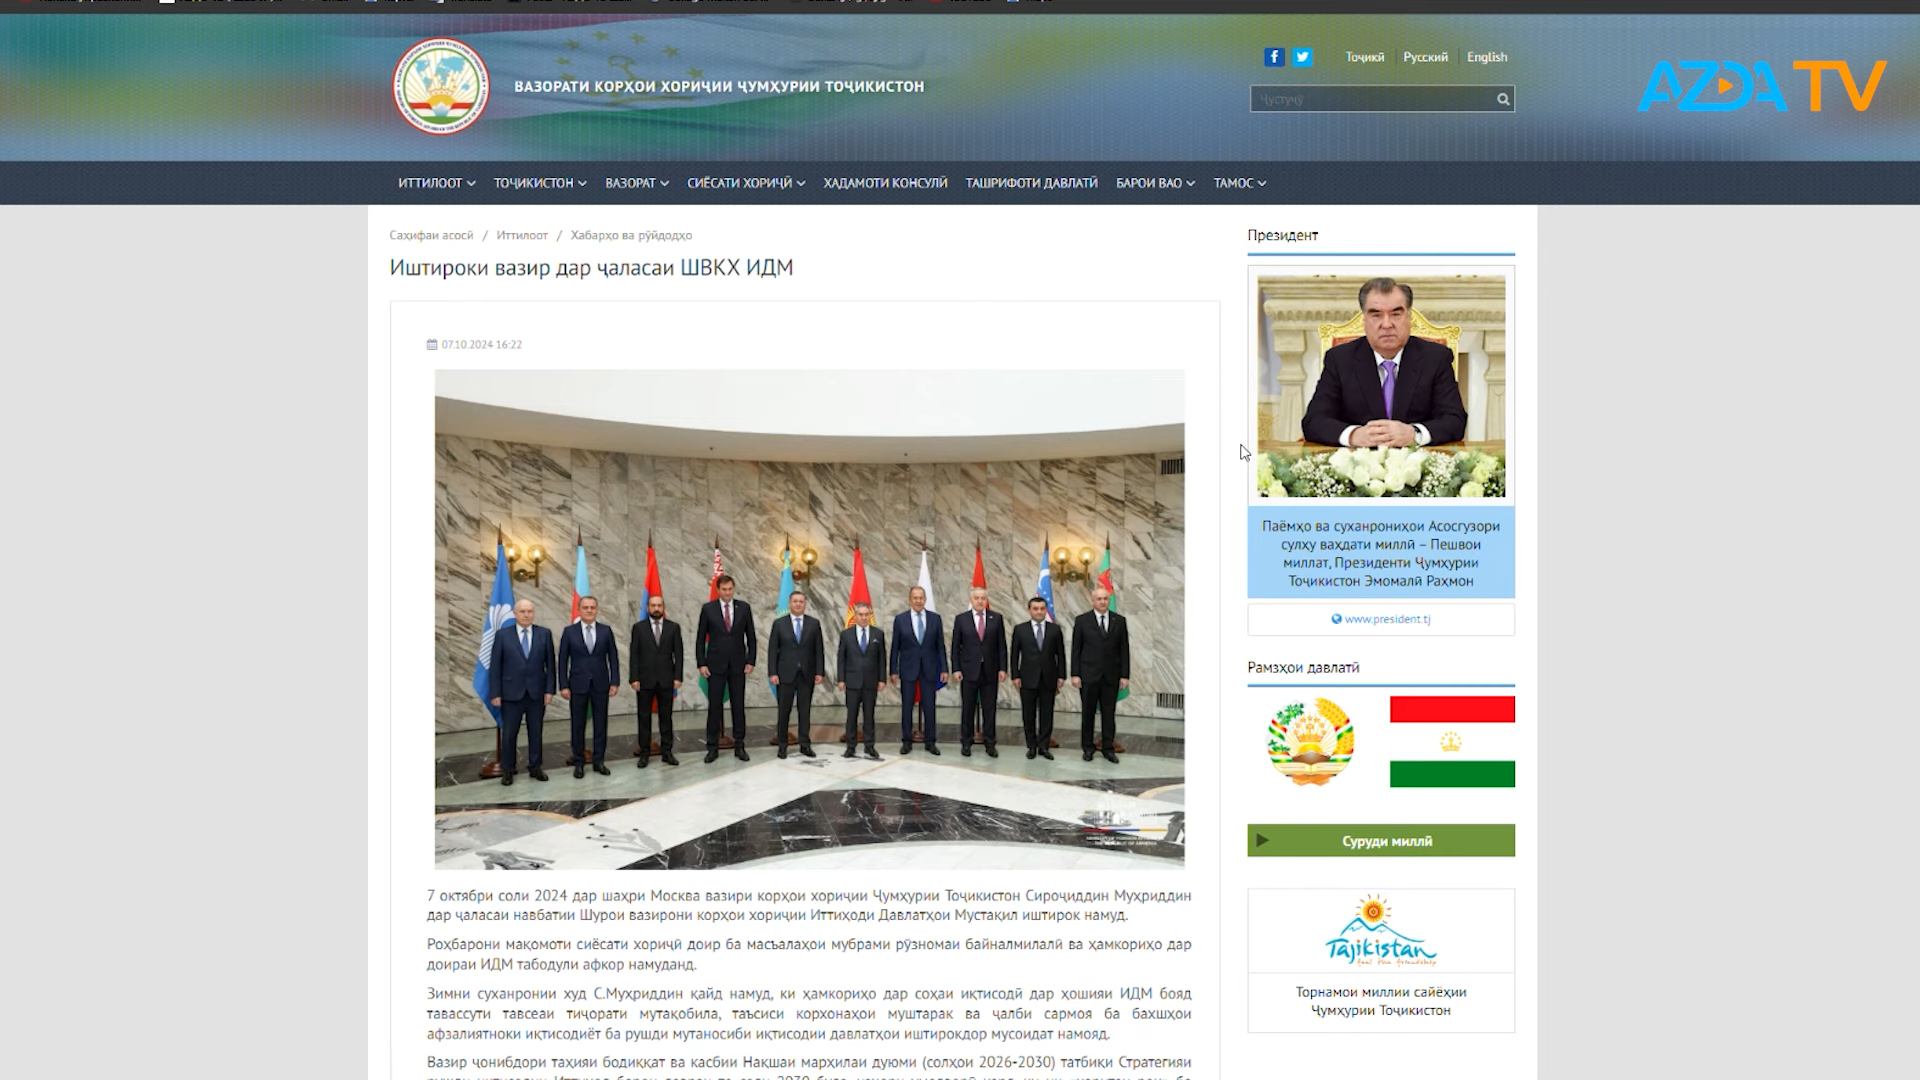 AZDA TV
ВАЗОРАТИ КОРҲОИ ХОРИҶИИ ҶУМҲУРИИ ТОҶИКИСТОН
Тоҷикӣ
Русский
English
Ҷустуҷӯ
ИТТИЛООТ
ТОҶИКИСТОН
ВАЗОРАТ
СИЁСАТИ ХОРИҶӢ
ХАДАМОТИ КОНСУЛӢ
ТАШРИФОТИ ДАВЛАТӢ
БАРОИ ВАО
ТАМОС
Саҳифаи асосӣ / Иттилоот / Хабарҳо ва рӯйдодҳо
Иштироки вазир дар ҷаласаи ШВКХ ИДМ
07.10.2024 16:22
7 октябри соли 2024 дар шаҳри Москва вазири корҳои хориҷии Ҷумҳурии Тоҷикистон Сироҷиддин Муҳриддин
дар ҷаласаи навбатии Шурои вазирони корҳои хориҷии Иттиҳоди Давлатҳои Мустақил иштирок намуд.
Роҳбарони мақомоти сиёсати хориҷӣ доир ба масъалаҳои мубрами рӯзномаи байналмилалӣ ва ҳамкориҳо дар
доираи ИДМ табодули афкор намуданд.
Зимни суханронии худ С.Муҳриддин қайд намуд, ки ҳамкориҳо дар соҳаи иқтисодӣ дар ҳошияи ИДМ бояд
тавассути тавсеаи тиҷорати мутақобила, таъсиси корхонаҳои муштарак ва ҷалби сармоя ба бахшҳои
афзалиятноки иқтисодиёт ба рушди мутаносиби иқтисодии давлатҳои иштирокдор мусоидат намояд.
Вазир ҷонибдори таҳияи бодиққат ва касбии Нақшаи марҳилаи дуюми (солҳои 2026-2030) татбиқи Стратегияи
Президент
Паёмҳо ва суханрониҳои Асосгузори
сулҳу ваҳдати миллӣ – Пешвои
миллат, Президенти Ҷумҳурии
Тоҷикистон Эмомалӣ Раҳмон
www.president.tj
Рамзҳои давлатӣ
Суруди миллӣ
Tajikistan
Торнамои миллии сайёҳии
Ҷумҳурии Тоҷикистон